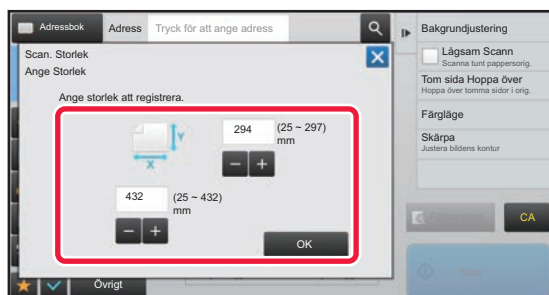 Adressbok
Adress
Tryck för att ange adress
Scan. Storlek
Ange Storlek
Ange storlek att registrera.
Y
X
294
(25 ~ 297)
mm
432
(25 ~ 432)
mm
OK
Övrigt
Bakgrundjustering
Lågsam Scann
Scanna tunt pappersorig.
Tom sida Hoppa över
Hoppa över tomma sidor i orig.
Färgläge
Skärpa
Justera bildens kontur
CA
Start